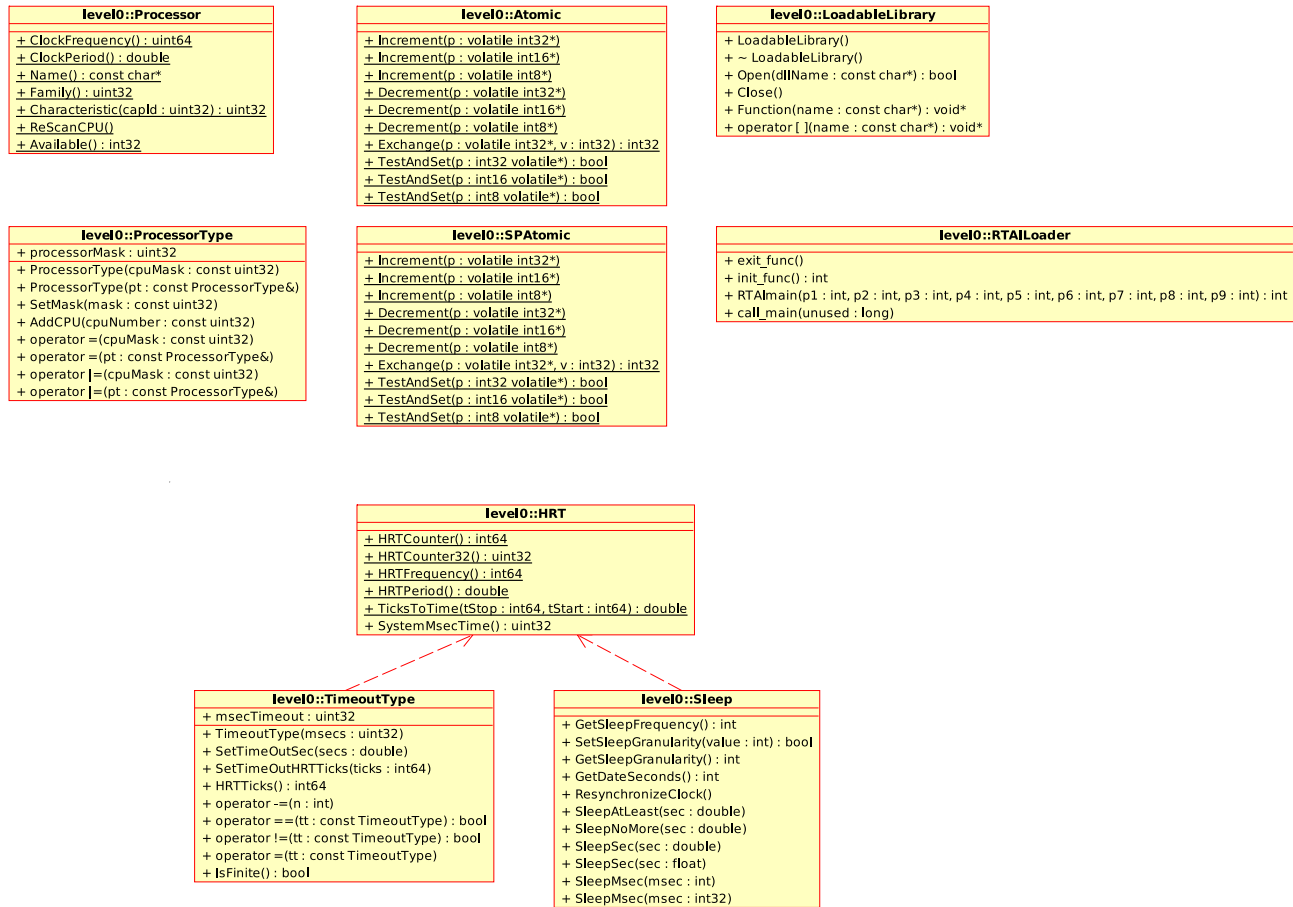 level0::Processor
+ ClockFrequency() : uint64
+ ClockPeriod() : double
+ Name() : const char*
+ Family() : uint32
+ Characteristic(capId : uint32) : uint32
+ ReScanCPU()
+ Available() : int32
level0::Atomic
+ Increment(p : volatile int32*)
+ Increment(p : volatile int16*)
+ Increment(p : volatile int8*)
+ Decrement(p : volatile int32*)
+ Decrement(p : volatile int16*)
+ Decrement(p : volatile int8*)
+ Exchange(p : volatile int32*, v : int32) : int32
+ TestAndSet(p : int32 volatile*) : bool
+ TestAndSet(p : int16 volatile*) : bool
+ TestAndSet(p : int8 volatile*) : bool
level0::LoadableLibrary
+ LoadableLibrary()
+ ~ LoadableLibrary()
+ Open(dllName : const char*) : bool
+ Close()
+ Function(name : const char*) : void*
+ operator [ ](name : const char*) : void*
level0::ProcessorType
+ processorMask : uint32
+ ProcessorType(cpuMask : const uint32)
+ ProcessorType(pt : const ProcessorType&)
+ SetMask(mask : const uint32)
+ AddCPU(cpuNumber : const uint32)
+ operator =(cpuMask : const uint32)
+ operator =(pt : const ProcessorType&)
+ operator |=(cpuMask : const uint32)
+ operator |=(pt : const ProcessorType&)
level0::SPAtomic
+ Increment(p : volatile int32*)
+ Increment(p : volatile int16*)
+ Increment(p : volatile int8*)
+ Decrement(p : volatile int32*)
+ Decrement(p : volatile int16*)
+ Decrement(p : volatile int8*)
+ Exchange(p : volatile int32*, v : int32) : int32
+ TestAndSet(p : int32 volatile*) : bool
+ TestAndSet(p : int16 volatile*) : bool
+ TestAndSet(p : int8 volatile*) : bool
level0::RTAILoader
+ exit_func()
+ init_func() : int
+ RTAImain(p1 : int, p2 : int, p3 : int, p4 : int, p5 : int, p6 : int, p7 : int, p8 : int, p9 : int) : int
+ call_main(unused : long)
level0::HRT
+ HRTCounter() : int64
+ HRTCounter32() : uint32
+ HRTFrequency() : int64
+ HRTPeriod() : double
+ TicksToTime(tStop : int64, tStart : int64) : double
+ SystemMsecTime() : uint32
level0::TimeoutType
+ msecTimeout : uint32
+ TimeoutType(msecs : uint32)
+ SetTimeOutSec(secs : double)
+ SetTimeOutHRTTicks(ticks : int64)
+ HRTTicks() : int64
+ operator -=(n : int)
+ operator ==(tt : const TimeoutType) : bool
+ operator !=(tt : const TimeoutType) : bool
+ operator =(tt : const TimeoutType)
+ IsFinite() : bool
level0::Sleep
+ GetSleepFrequency() : int
+ SetSleepGranularity(value : int) : bool
+ GetSleepGranularity() : int
+ GetDateSeconds() : int
+ ResynchronizeClock()
+ SleepAtLeast(sec : double)
+ SleepNoMore(sec : double)
+ SleepSec(sec : double)
+ SleepSec(sec : float)
+ SleepMsec(msec : int)
+ SleepMsec(msec : int32)